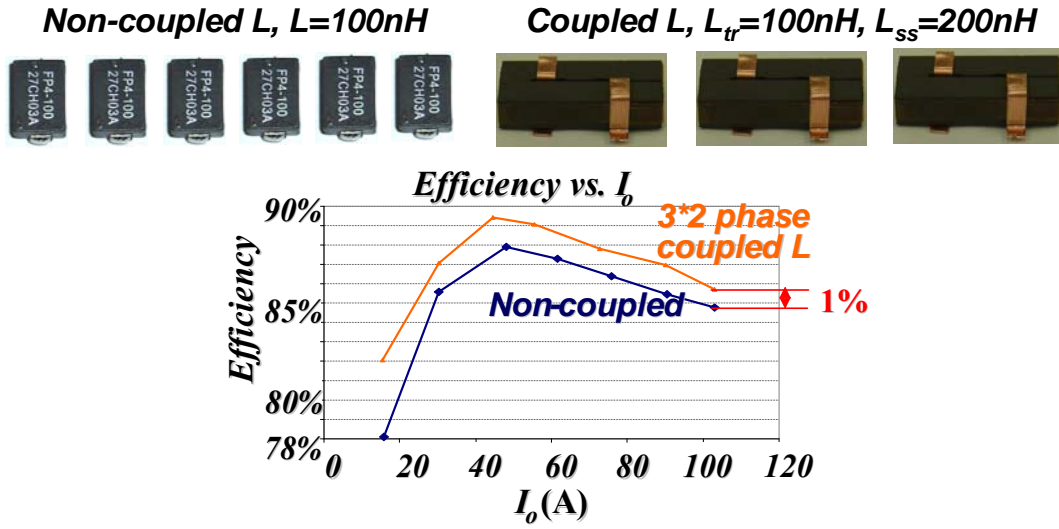 Non-coupled L, L=100nH
Coupled L, Ltr=100nH, Lss=200nH
FP4-100
27CH03A
FP4-100
27CH03A
FP4-100
27CH03A
FP4-100
27CH03A
FP4-100
27CH03A
FP4-100
27CH03A
Efficiency vs. Io
90%
85%
80%
78%
Efficiency
3*2 phase
coupled L
Non-coupled
1%
0 20 40 60 80 100 120
Io (A)